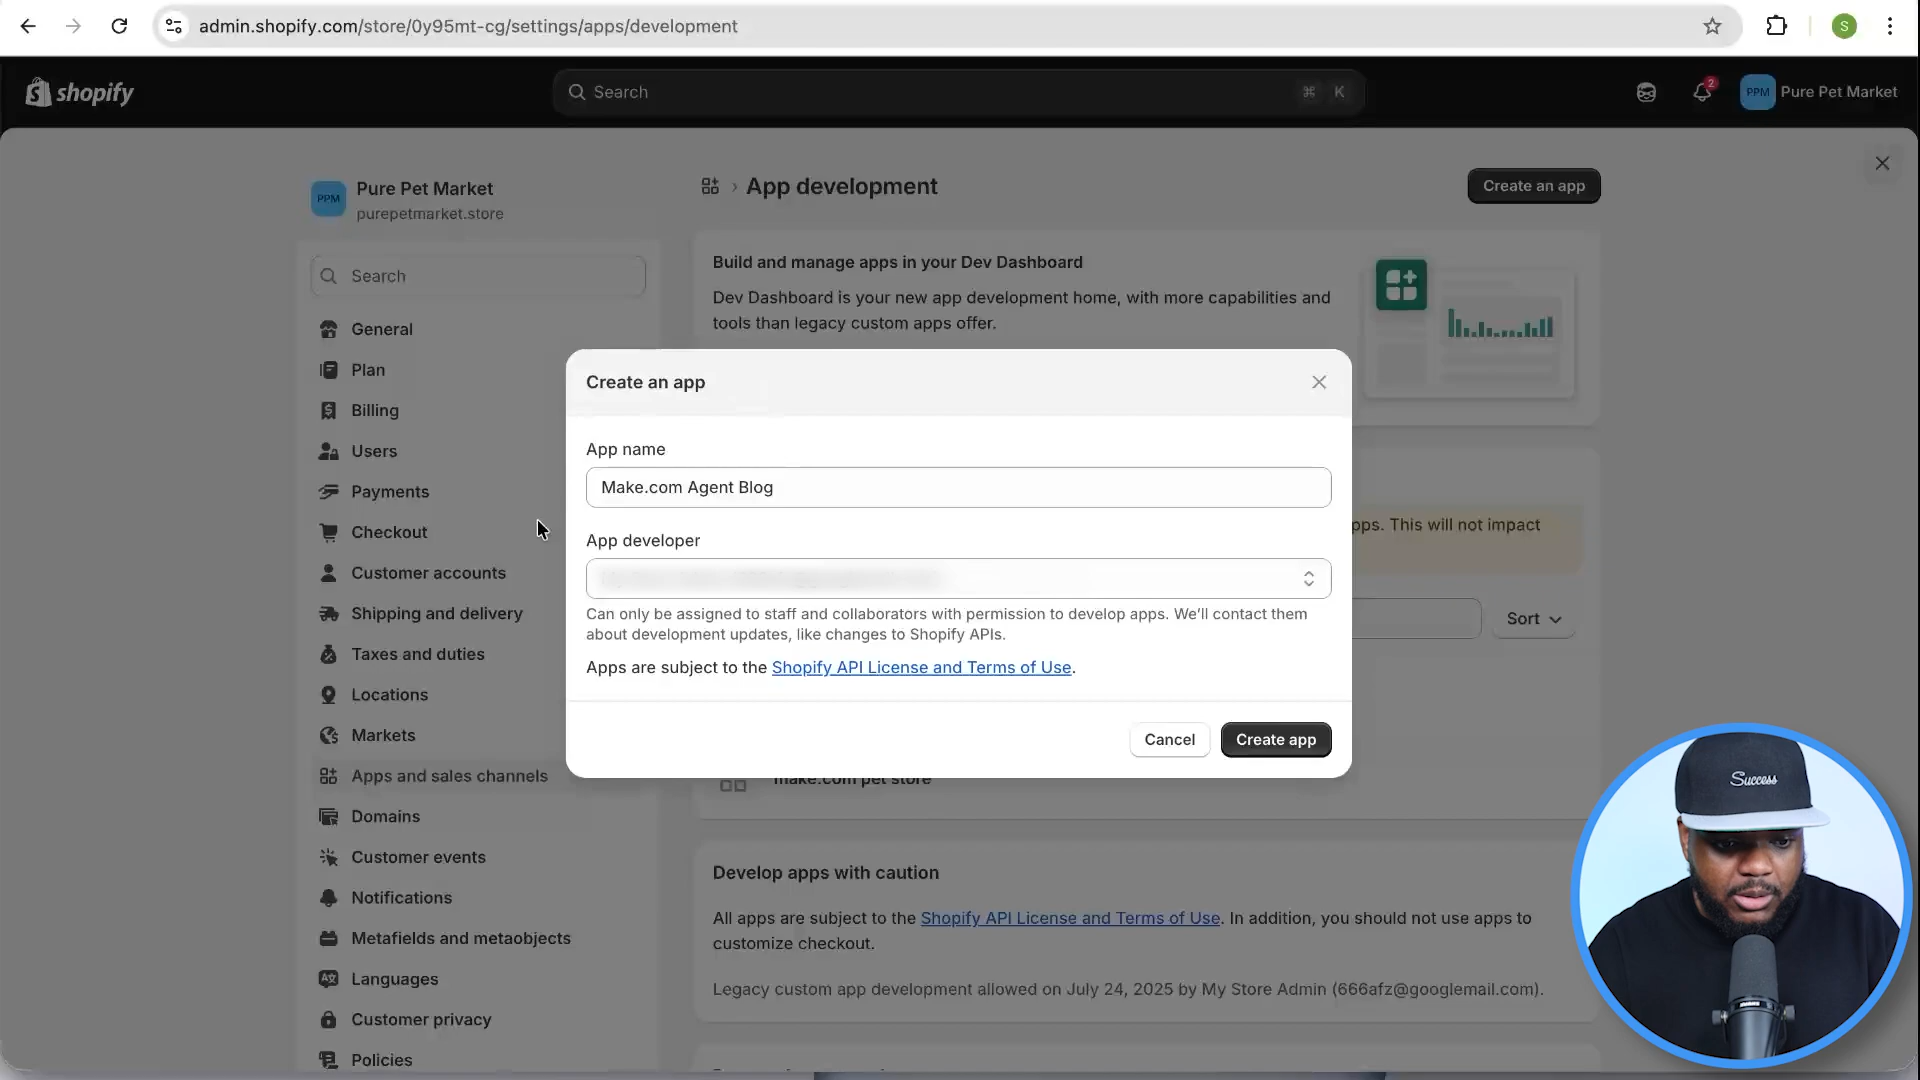 admin.shopify.com/store/0y95mt-cg/settings/apps/development
S
shopify
Search
⌘ K
2
PPM
Pure Pet Market
PPM
Pure Pet Market
purepetmarket.store
Search
General
Plan
Billing
Users
Payments
Checkout
Customer accounts
Shipping and delivery
Taxes and duties
Locations
Markets
Apps and sales channels
Domains
Customer events
Notifications
Metafields and metaobjects
Languages
Customer privacy
Policies
› App development
Create an app
Build and manage apps in your Dev Dashboard
Dev Dashboard is your new app development home, with more capabilities and
tools than legacy custom apps offer.
Create an app
App name
Make.com Agent Blog
App developer
Can only be assigned to staff and collaborators with permission to develop apps. We'll contact them
about development updates, like changes to Shopify APIs.
Apps are subject to the Shopify API License and Terms of Use.
Cancel
Create app
This will not impact
Sort
make.com pet store
Develop apps with caution
All apps are subject to the Shopify API License and Terms of Use. In addition, you should not use apps to
customize checkout.
Legacy custom app development allowed on July 24, 2025 by My Store Admin (666afz@googlemail.com).
Success